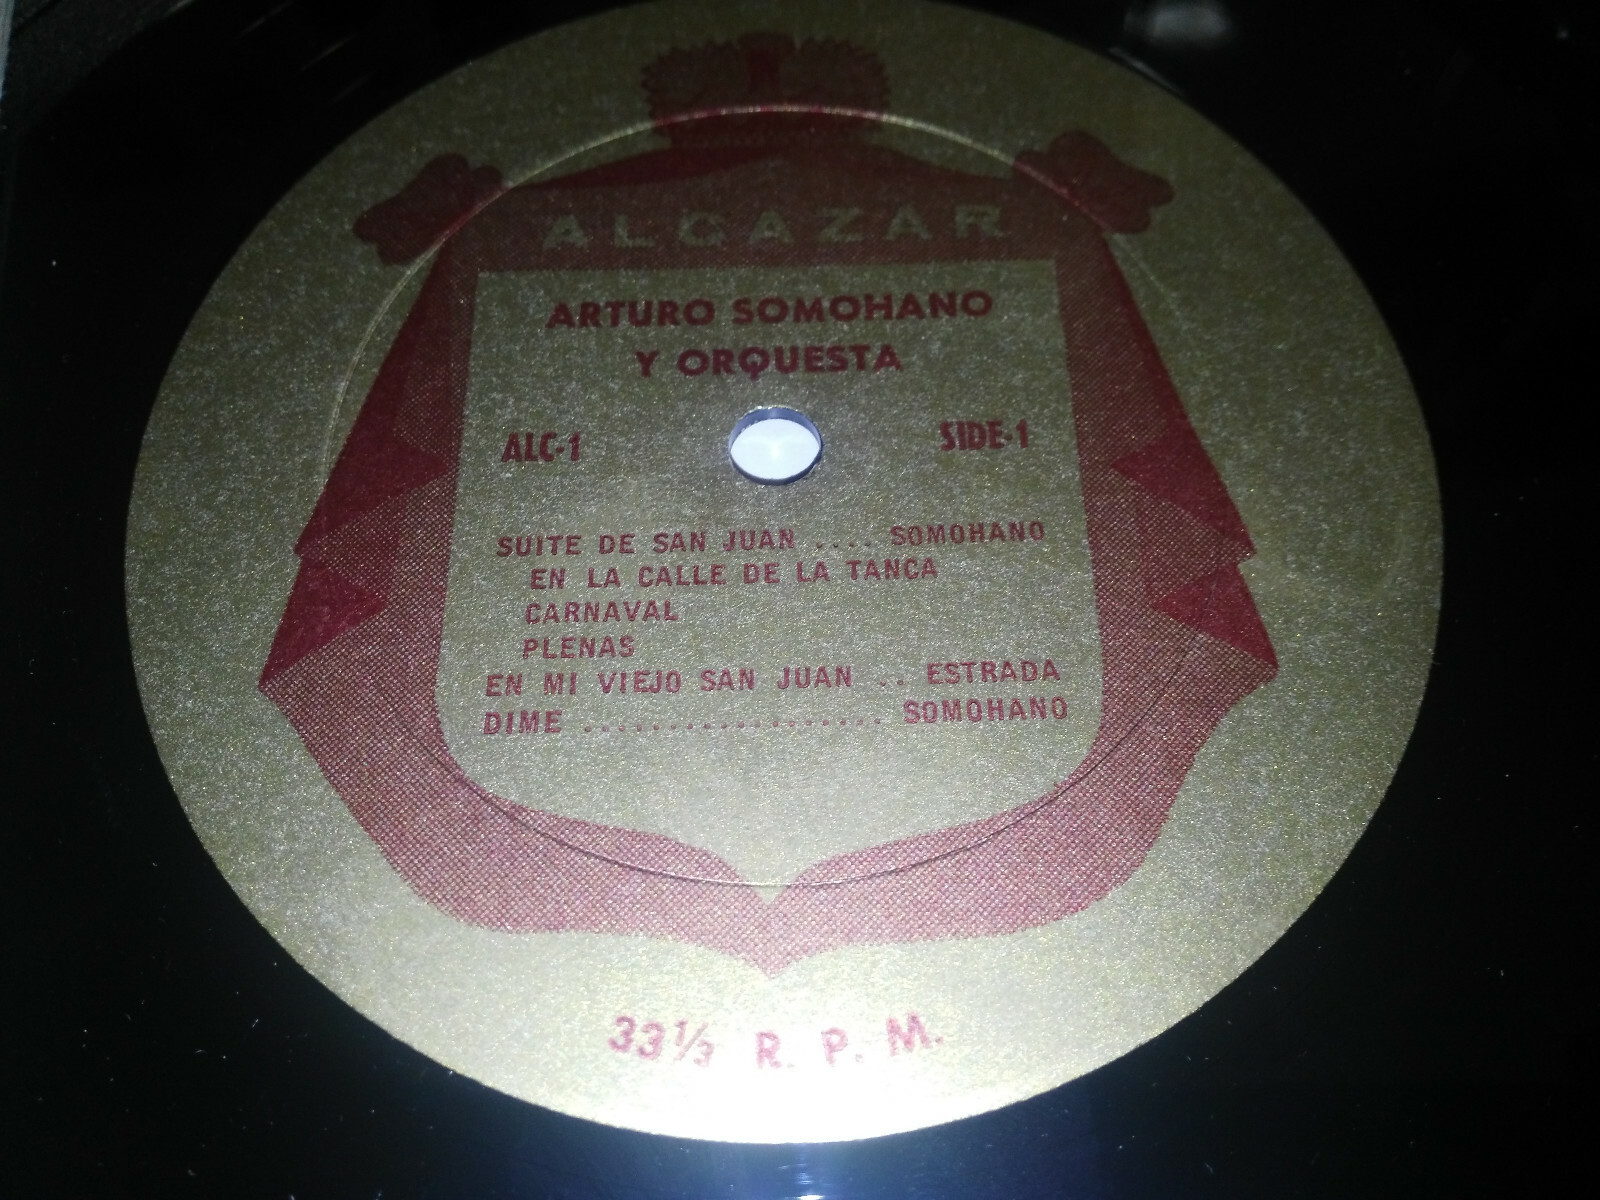 ALCAZAR
ARTURO SOMOHANO
Y ORQUESTA
ALC-1 SIDE-1
SUITE DE SAN JUAN .... SOMOHANO
EN LA CALLE DE LA TANCA
CARNAVAL
PLENAS
EN MI VIEJO SAN JUAN .. ESTRADA
DIME .................. SOMOHANO
33⅓ R. P. M.